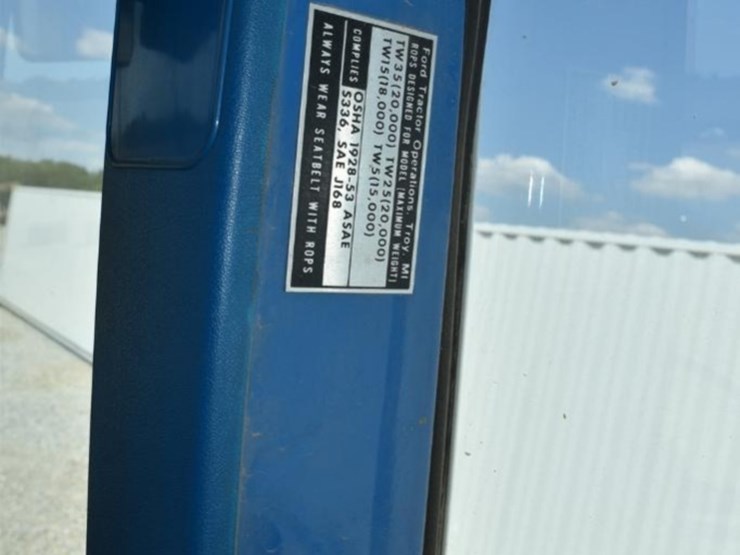 Ford Tractor Operations, Troy, MI
ROPS DESIGNED FOR MODEL (MAXIMUM WEIGHT)
TW35(20,000) TW25(20,000)
TW15(18,000) TW5(15,000)
COMPLIES OSHA 1928-53 ASAE
S336, SAE J168
ALWAYS WEAR SEATBELT WITH ROPS